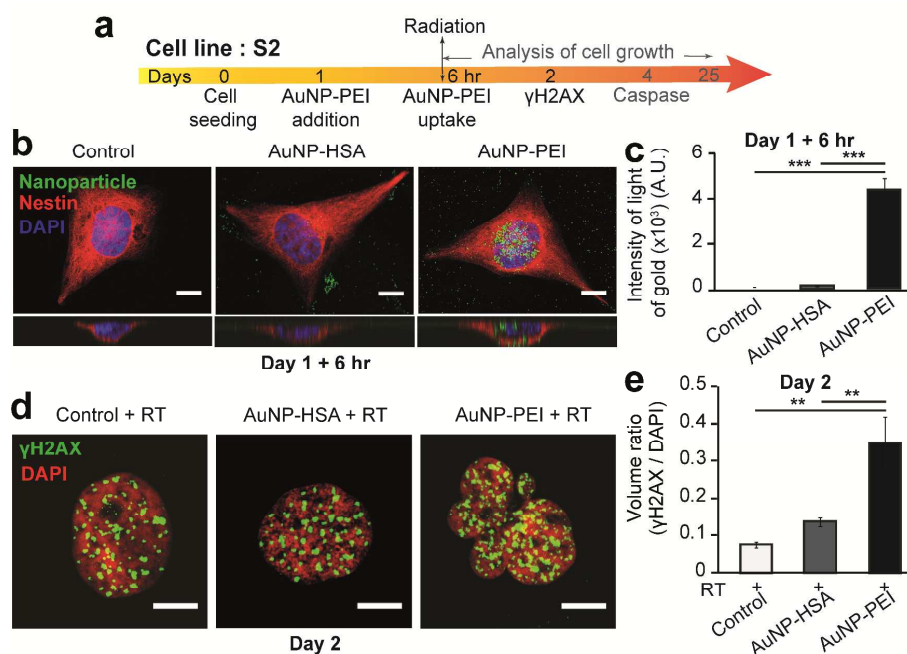 a
Radiation
Cell line : S2
Analysis of cell growth
Days 0 1 6 hr 2 4 25
Cell seeding
AuNP-PEI addition
AuNP-PEI uptake
γH2AX
Caspase
b
Control
AuNP-HSA
AuNP-PEI
Nanoparticle
Nestin
DAPI
Day 1 + 6 hr
c
Day 1 + 6 hr
***
***
Intensity of light
of gold (x10³) (A.U.)
6
4
2
0
Control
AuNP-HSA
AuNP-PEI
d
Control + RT
AuNP-HSA + RT
AuNP-PEI + RT
γH2AX
DAPI
Day 2
e
Day 2
**
**
Volume ratio
(γH2AX / DAPI)
0.5
0.4
0.3
0.2
0.1
0
RT + + +
Control
AuNP-HSA
AuNP-PEI